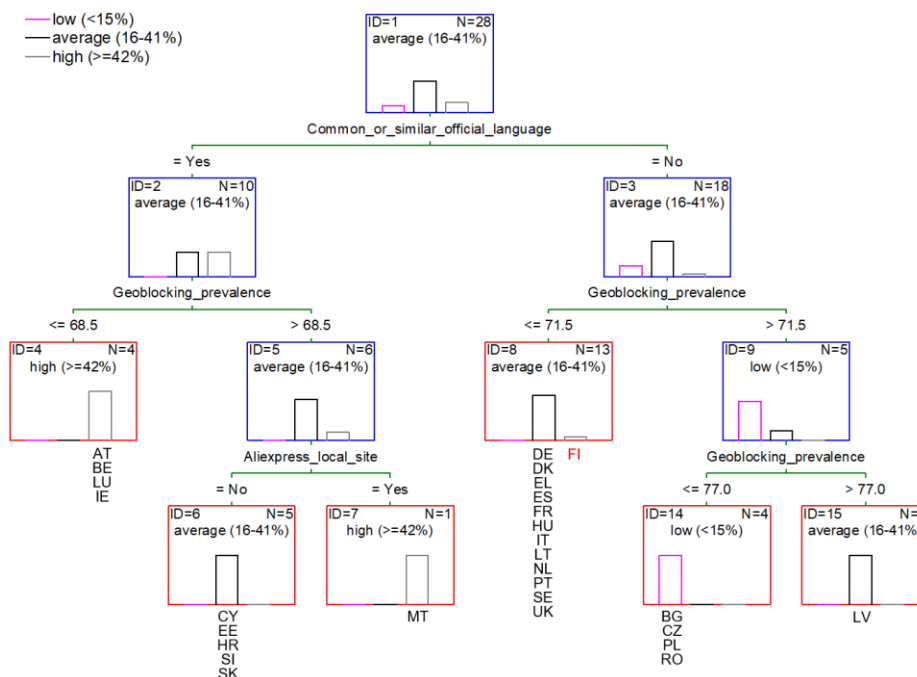 low (<15%)
average (16-41%)
high (>=42%)
ID=1 N=28
average (16-41%)
Common_or_similar_official_language
= Yes
= No
ID=2 N=10
average (16-41%)
ID=3 N=18
average (16-41%)
Geoblocking_prevalence
Geoblocking_prevalence
<= 68.5
> 68.5
<= 71.5
> 71.5
ID=4 N=4
high (>=42%)
ID=5 N=6
average (16-41%)
ID=8 N=13
average (16-41%)
ID=9 N=5
low (<15%)
AT
BE
LU
IE
Aliexpress_local_site
DE FI
DK
EL
ES
FR
HU
IT
LT
NL
PT
SE
UK
Geoblocking_prevalence
= No
= Yes
<= 77.0
> 77.0
ID=6 N=5
average (16-41%)
ID=7 N=1
high (>=42%)
ID=14 N=4
low (<15%)
ID=15 N=
average (16-41%)
CY
EE
HR
SI
SK
MT
BG
CZ
PL
RO
LV